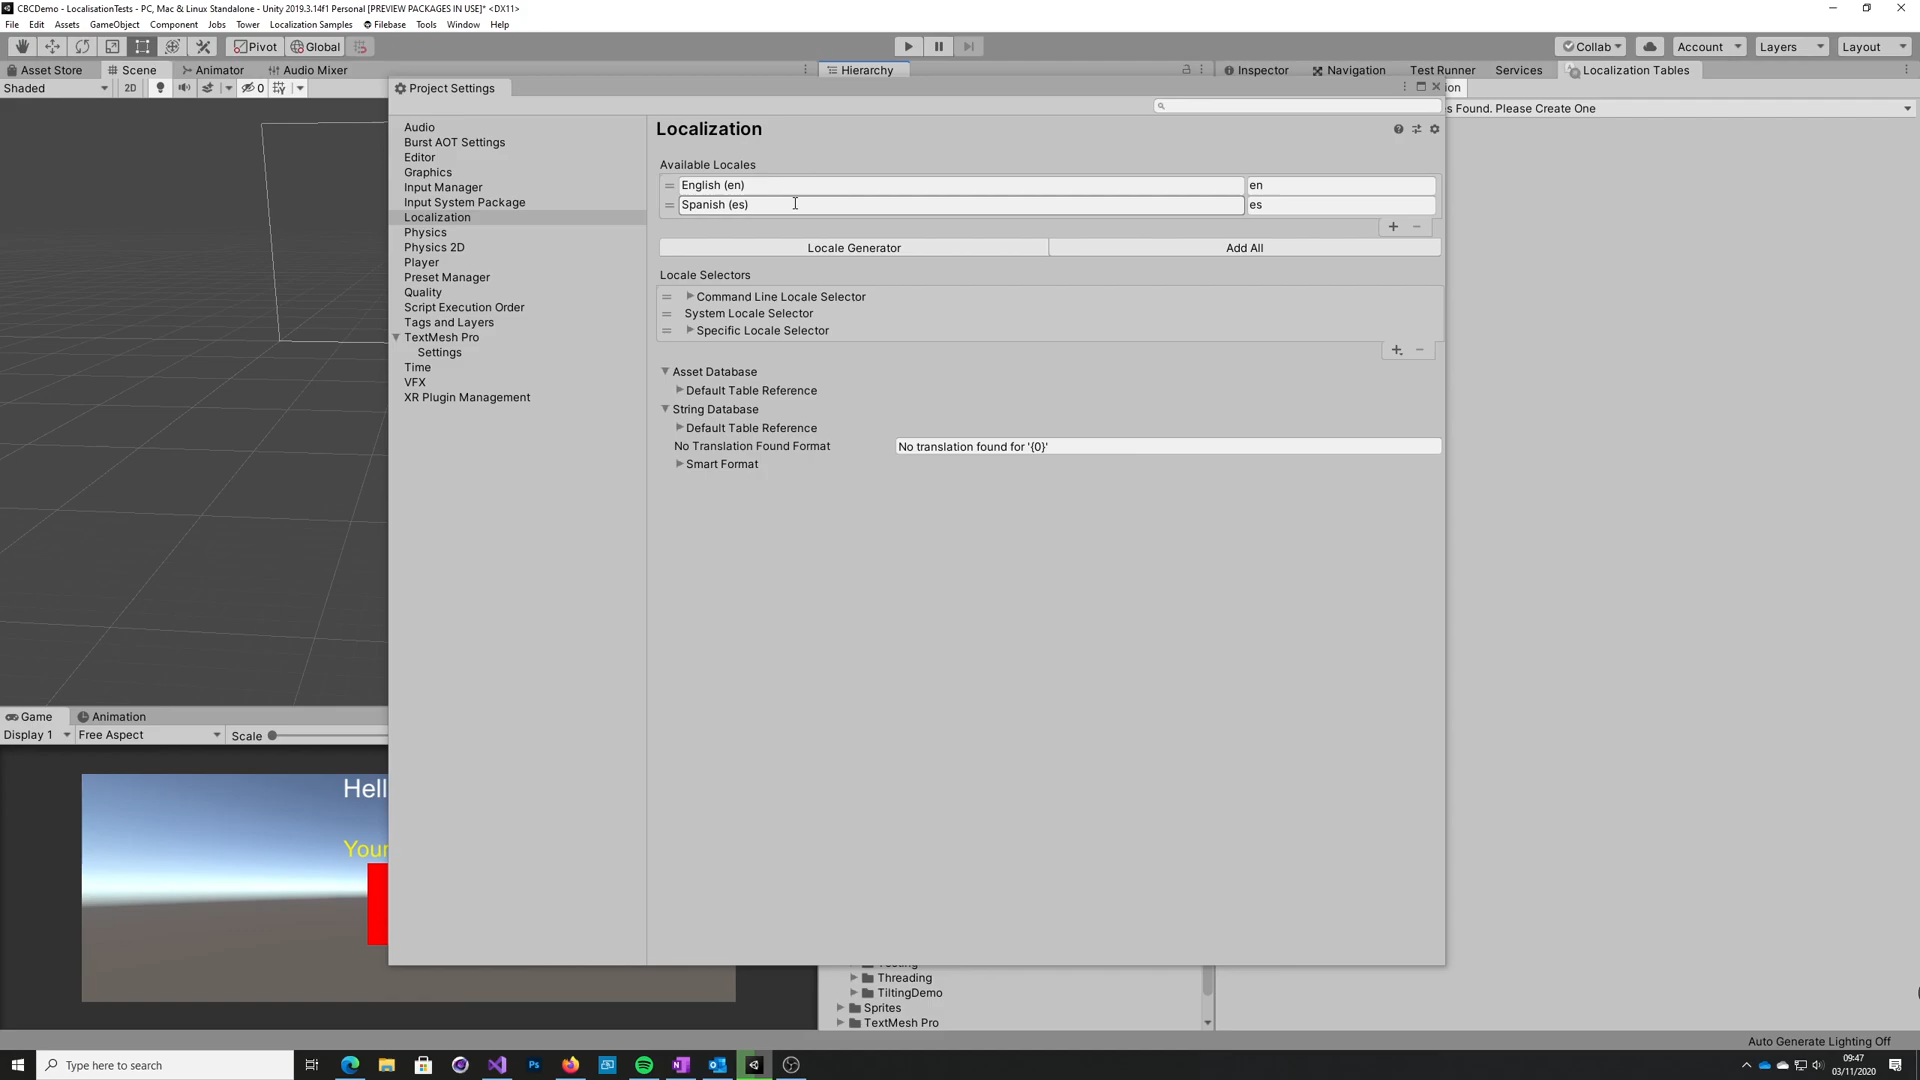 CBCDemo - LocalisationTests - PC, Mac & Linux Standalone - Unity 2019.3.14f1 Personal [PREVIEW PACKAGES IN USE]* <DX11>
File Edit Assets GameObject Component Jobs Tower Localization Samples Filebase Tools Window Help
Pivot Global Collab Account Layers Layout
Asset Store Scene Animator Audio Mixer Hierarchy Inspector Navigation Test Runner Services Localization Tables
Shaded 2D 0 Project Settings ion
s Found. Please Create One
Audio
Burst AOT Settings
Editor
Graphics
Input Manager
Input System Package
Localization
Physics
Physics 2D
Player
Preset Manager
Quality
Script Execution Order
Tags and Layers
TextMesh Pro
Settings
Time
VFX
XR Plugin Management
Localization
Available Locales
English (en) en
Spanish (es) es
Locale Generator Add All
Locale Selectors
Command Line Locale Selector
System Locale Selector
Specific Locale Selector
Asset Database
Default Table Reference
String Database
Default Table Reference
No Translation Found Format No translation found for '{0}'
Smart Format
Game Animation
Display 1 Free Aspect Scale
Hell
Your
Threading
TiltingDemo
Sprites
TextMesh Pro
Auto Generate Lighting Off
Type here to search
09:47
03/11/2020